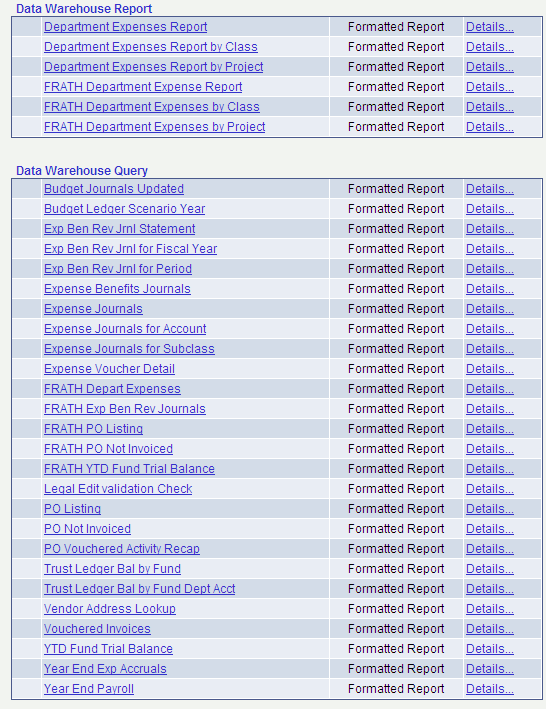 Data Warehouse Report
Department Expenses Report Formatted Report Details...
Department Expenses Report by Class Formatted Report Details...
Department Expenses Report by Project Formatted Report Details...
FRATH Department Expense Report Formatted Report Details...
FRATH Department Expenses by Class Formatted Report Details...
FRATH Department Expenses by Project Formatted Report Details...
Data Warehouse Query
Budget Journals Updated Formatted Report Details...
Budget Ledger Scenario Year Formatted Report Details...
Exp Ben Rev Jrnl Statement Formatted Report Details...
Exp Ben Rev Jrnl for Fiscal Year Formatted Report Details...
Exp Ben Rev Jrnl for Period Formatted Report Details...
Expense Benefits Journals Formatted Report Details...
Expense Journals Formatted Report Details...
Expense Journals for Account Formatted Report Details...
Expense Journals for Subclass Formatted Report Details...
Expense Voucher Detail Formatted Report Details...
FRATH Depart Expenses Formatted Report Details...
FRATH Exp Ben Rev Journals Formatted Report Details...
FRATH PO Listing Formatted Report Details...
FRATH PO Not Invoiced Formatted Report Details...
FRATH YTD Fund Trial Balance Formatted Report Details...
Legal Edit validation Check Formatted Report Details...
PO Listing Formatted Report Details...
PO Not Invoiced Formatted Report Details...
PO Vouchered Activity Recap Formatted Report Details...
Trust Ledger Bal by Fund Formatted Report Details...
Trust Ledger Bal by Fund Dept Acct Formatted Report Details...
Vendor Address Lookup Formatted Report Details...
Vouchered Invoices Formatted Report Details...
YTD Fund Trial Balance Formatted Report Details...
Year End Exp Accruals Formatted Report Details...
Year End Payroll Formatted Report Details...